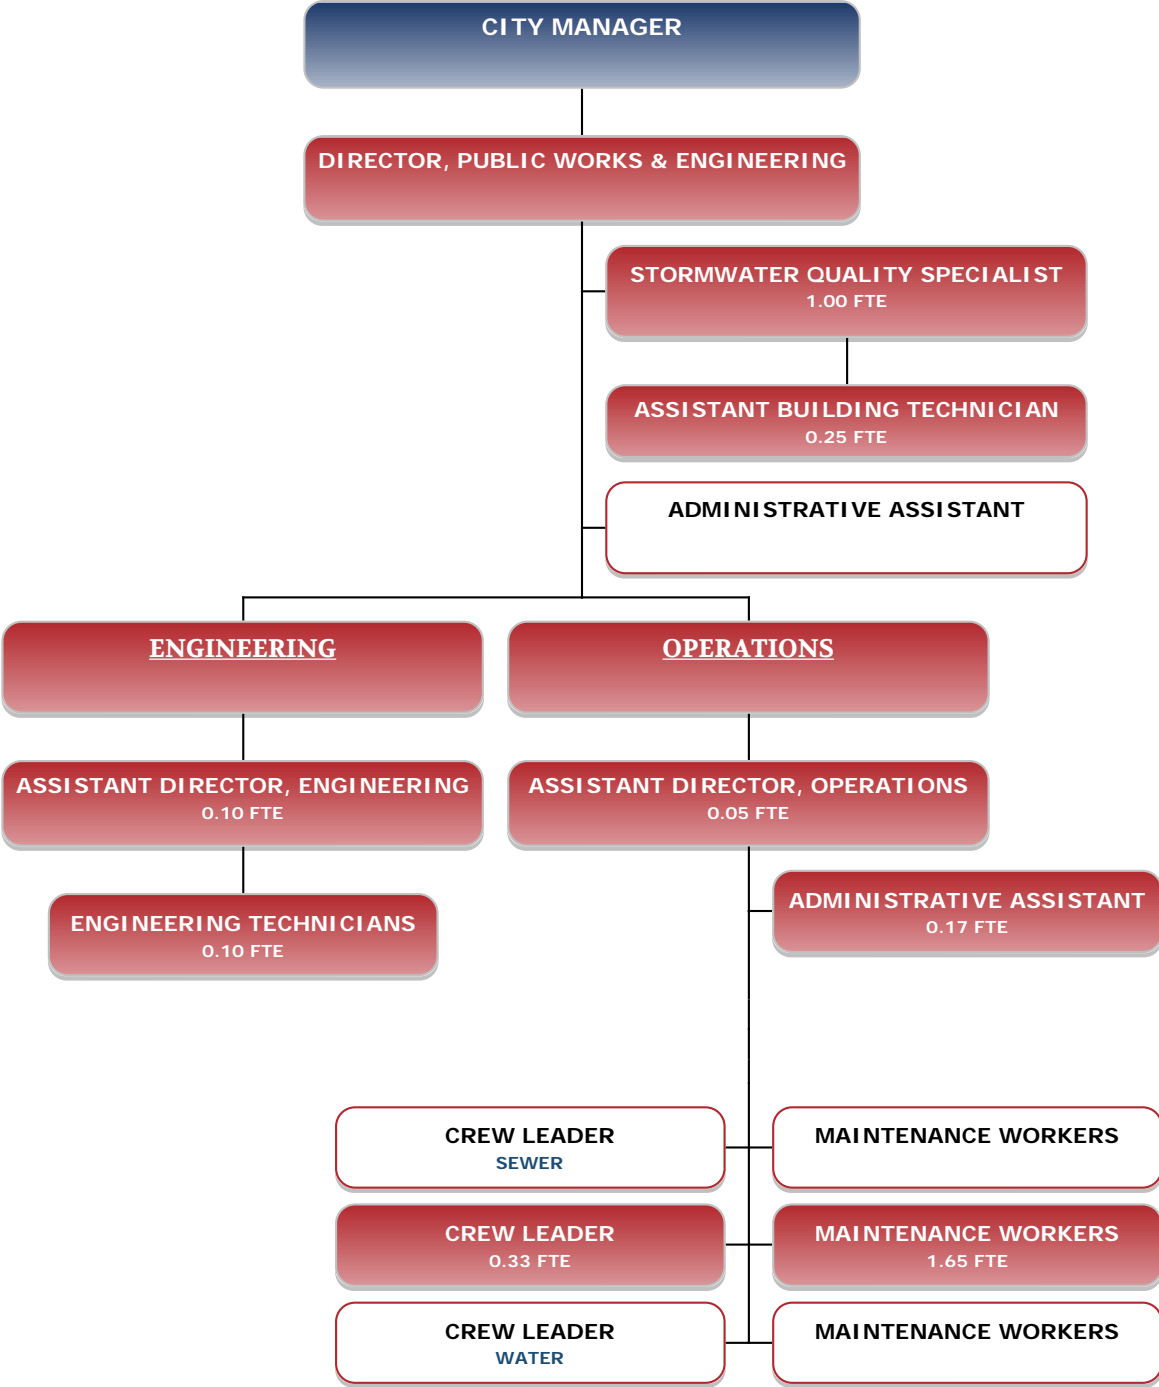 CITY MANAGER
DIRECTOR, PUBLIC WORKS & ENGINEERING
STORMWATER QUALITY SPECIALIST
1.00 FTE
ASSISTANT BUILDING TECHNICIAN
0.25 FTE
ADMINISTRATIVE ASSISTANT
ENGINEERING
OPERATIONS
ASSISTANT DIRECTOR, ENGINEERING
0.10 FTE
ASSISTANT DIRECTOR, OPERATIONS
0.05 FTE
ENGINEERING TECHNICIANS
0.10 FTE
ADMINISTRATIVE ASSISTANT
0.17 FTE
CREW LEADER
SEWER
MAINTENANCE WORKERS
CREW LEADER
0.33 FTE
MAINTENANCE WORKERS
1.65 FTE
CREW LEADER
WATER
MAINTENANCE WORKERS